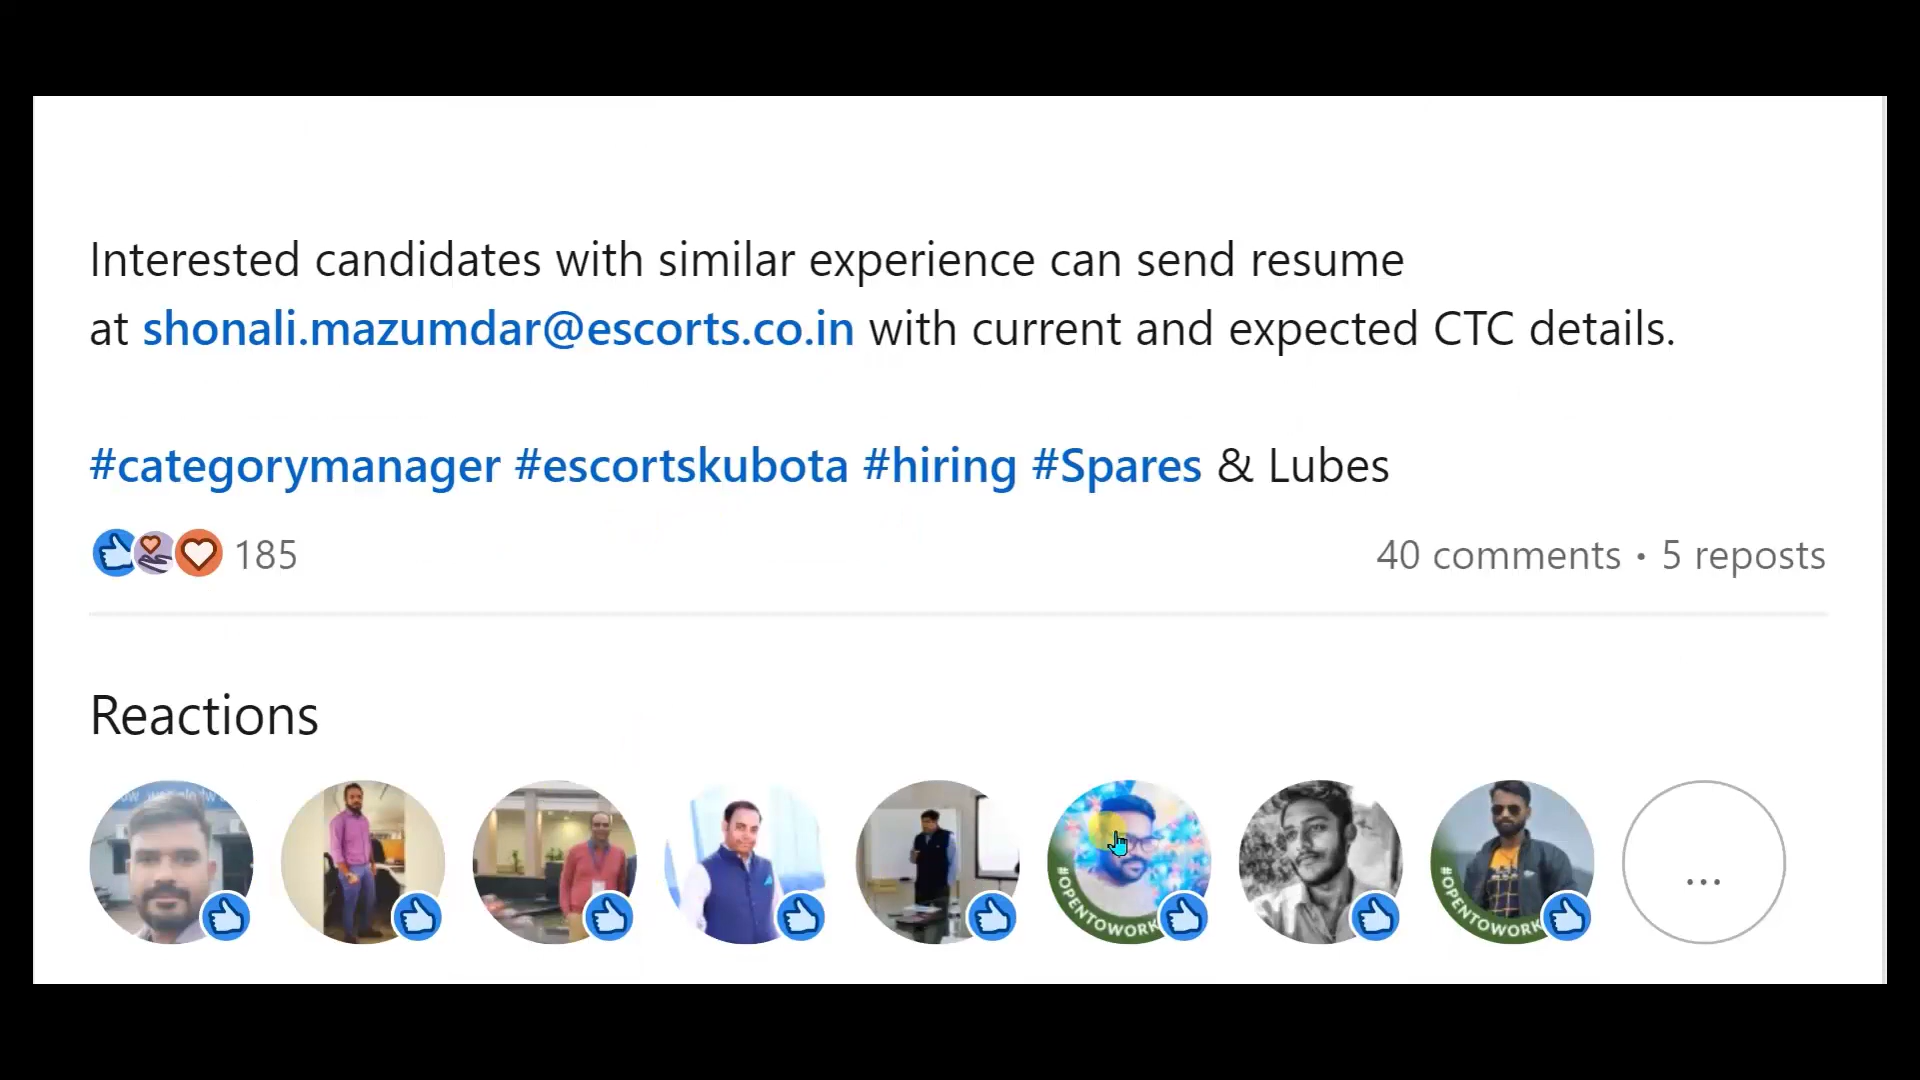 Interested candidates with similar experience can send resume
at shonali.mazumdar@escorts.co.in with current and expected CTC details.
#categorymanager #escortskubota #hiring #Spares & Lubes
185
40 comments • 5 reposts
Reactions
#OPENTOWORK
#OPENTOWORK
...